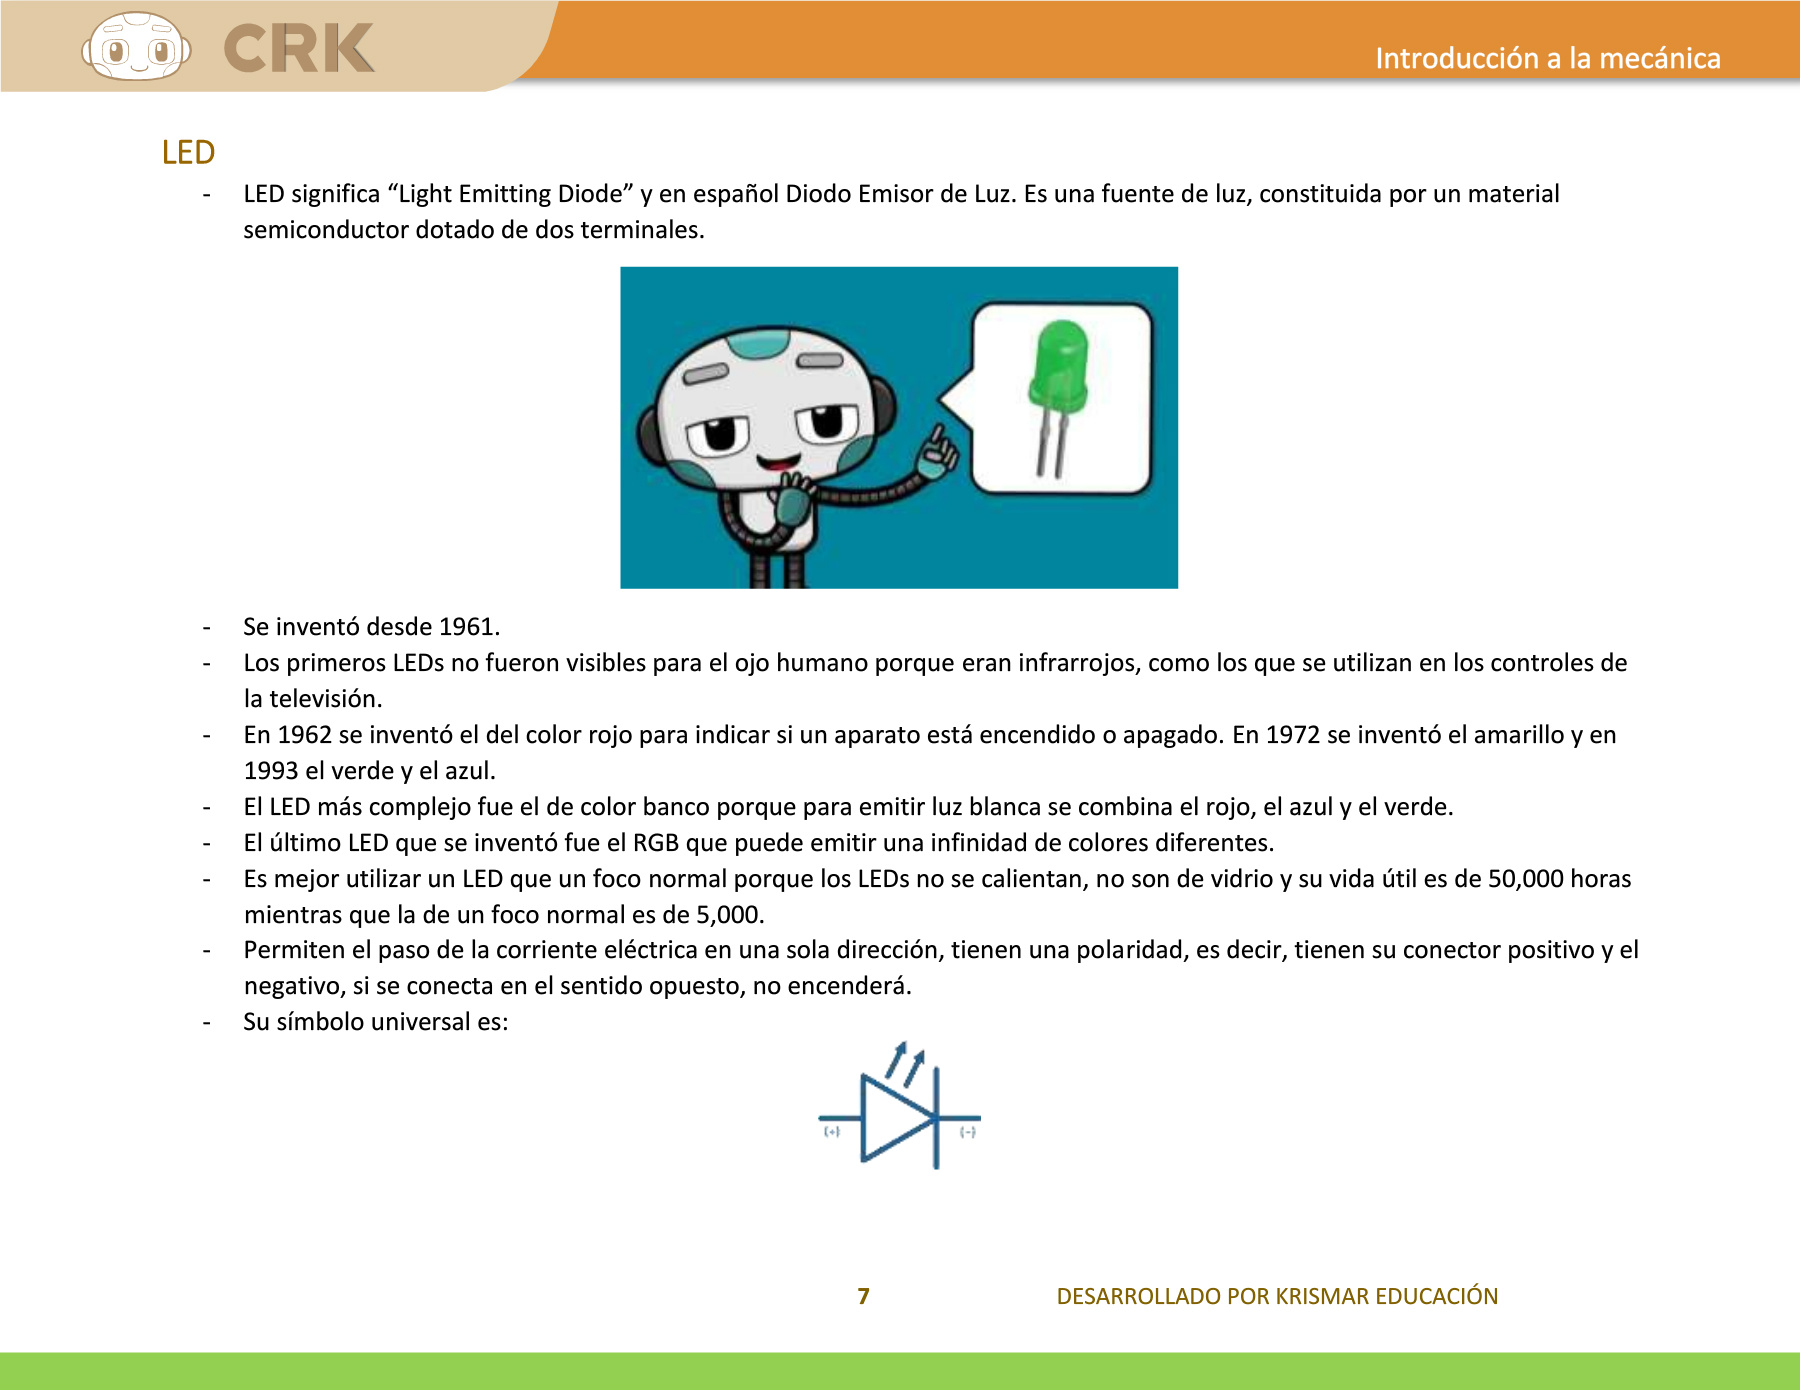 CRK
Introducción a la mecánica
LED
- LED significa “Light Emitting Diode” y en español Diodo Emisor de Luz. Es una fuente de luz, constituida por un material
semiconductor dotado de dos terminales.
- Se inventó desde 1961.
- Los primeros LEDs no fueron visibles para el ojo humano porque eran infrarrojos, como los que se utilizan en los controles de
la televisión.
- En 1962 se inventó el del color rojo para indicar si un aparato está encendido o apagado. En 1972 se inventó el amarillo y en
1993 el verde y el azul.
- El LED más complejo fue el de color banco porque para emitir luz blanca se combina el rojo, el azul y el verde.
- El último LED que se inventó fue el RGB que puede emitir una infinidad de colores diferentes.
- Es mejor utilizar un LED que un foco normal porque los LEDs no se calientan, no son de vidrio y su vida útil es de 50,000 horas
mientras que la de un foco normal es de 5,000.
- Permiten el paso de la corriente eléctrica en una sola dirección, tienen una polaridad, es decir, tienen su conector positivo y el
negativo, si se conecta en el sentido opuesto, no encenderá.
- Su símbolo universal es:
(+) (-)
7 DESARROLLADO POR KRISMAR EDUCACIÓN